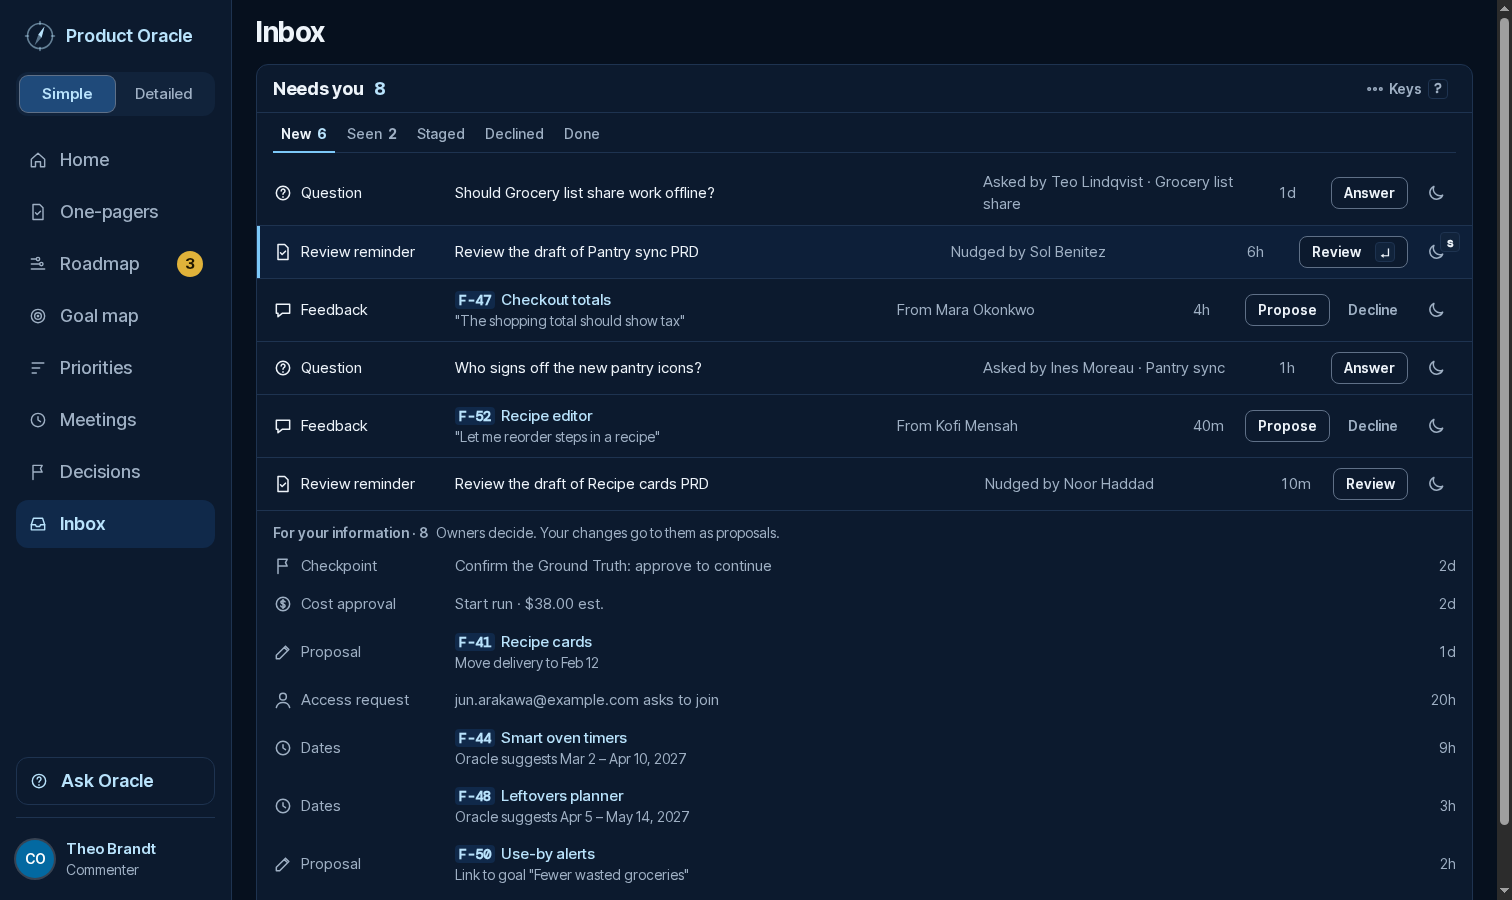 Product Oracle
Simple
Detailed
Home
One-pagers
Roadmap
3
Goal map
Priorities
Meetings
Decisions
Inbox
Ask Oracle
CO
Theo Brandt
Commenter
Inbox
Needs you 8
Keys ?
New 6
Seen 2
Staged
Declined
Done
Question
Should Grocery list share work offline?
Asked by Teo Lindqvist · Grocery list
share
1d
Answer
Review reminder
Review the draft of Pantry sync PRD
Nudged by Sol Benitez
6h
Review ↵
s
Feedback
F-47 Checkout totals
"The shopping total should show tax"
From Mara Okonkwo
4h
Propose
Decline
Question
Who signs off the new pantry icons?
Asked by Ines Moreau · Pantry sync
1h
Answer
Feedback
F-52 Recipe editor
"Let me reorder steps in a recipe"
From Kofi Mensah
40m
Propose
Decline
Review reminder
Review the draft of Recipe cards PRD
Nudged by Noor Haddad
10m
Review
For your information · 8 Owners decide. Your changes go to them as proposals.
Checkpoint
Confirm the Ground Truth: approve to continue
2d
Cost approval
Start run · $38.00 est.
2d
Proposal
F-41 Recipe cards
Move delivery to Feb 12
1d
Access request
jun.arakawa@example.com asks to join
20h
Dates
F-44 Smart oven timers
Oracle suggests Mar 2 – Apr 10, 2027
9h
Dates
F-48 Leftovers planner
Oracle suggests Apr 5 – May 14, 2027
3h
Proposal
F-50 Use-by alerts
Link to goal "Fewer wasted groceries"
2h